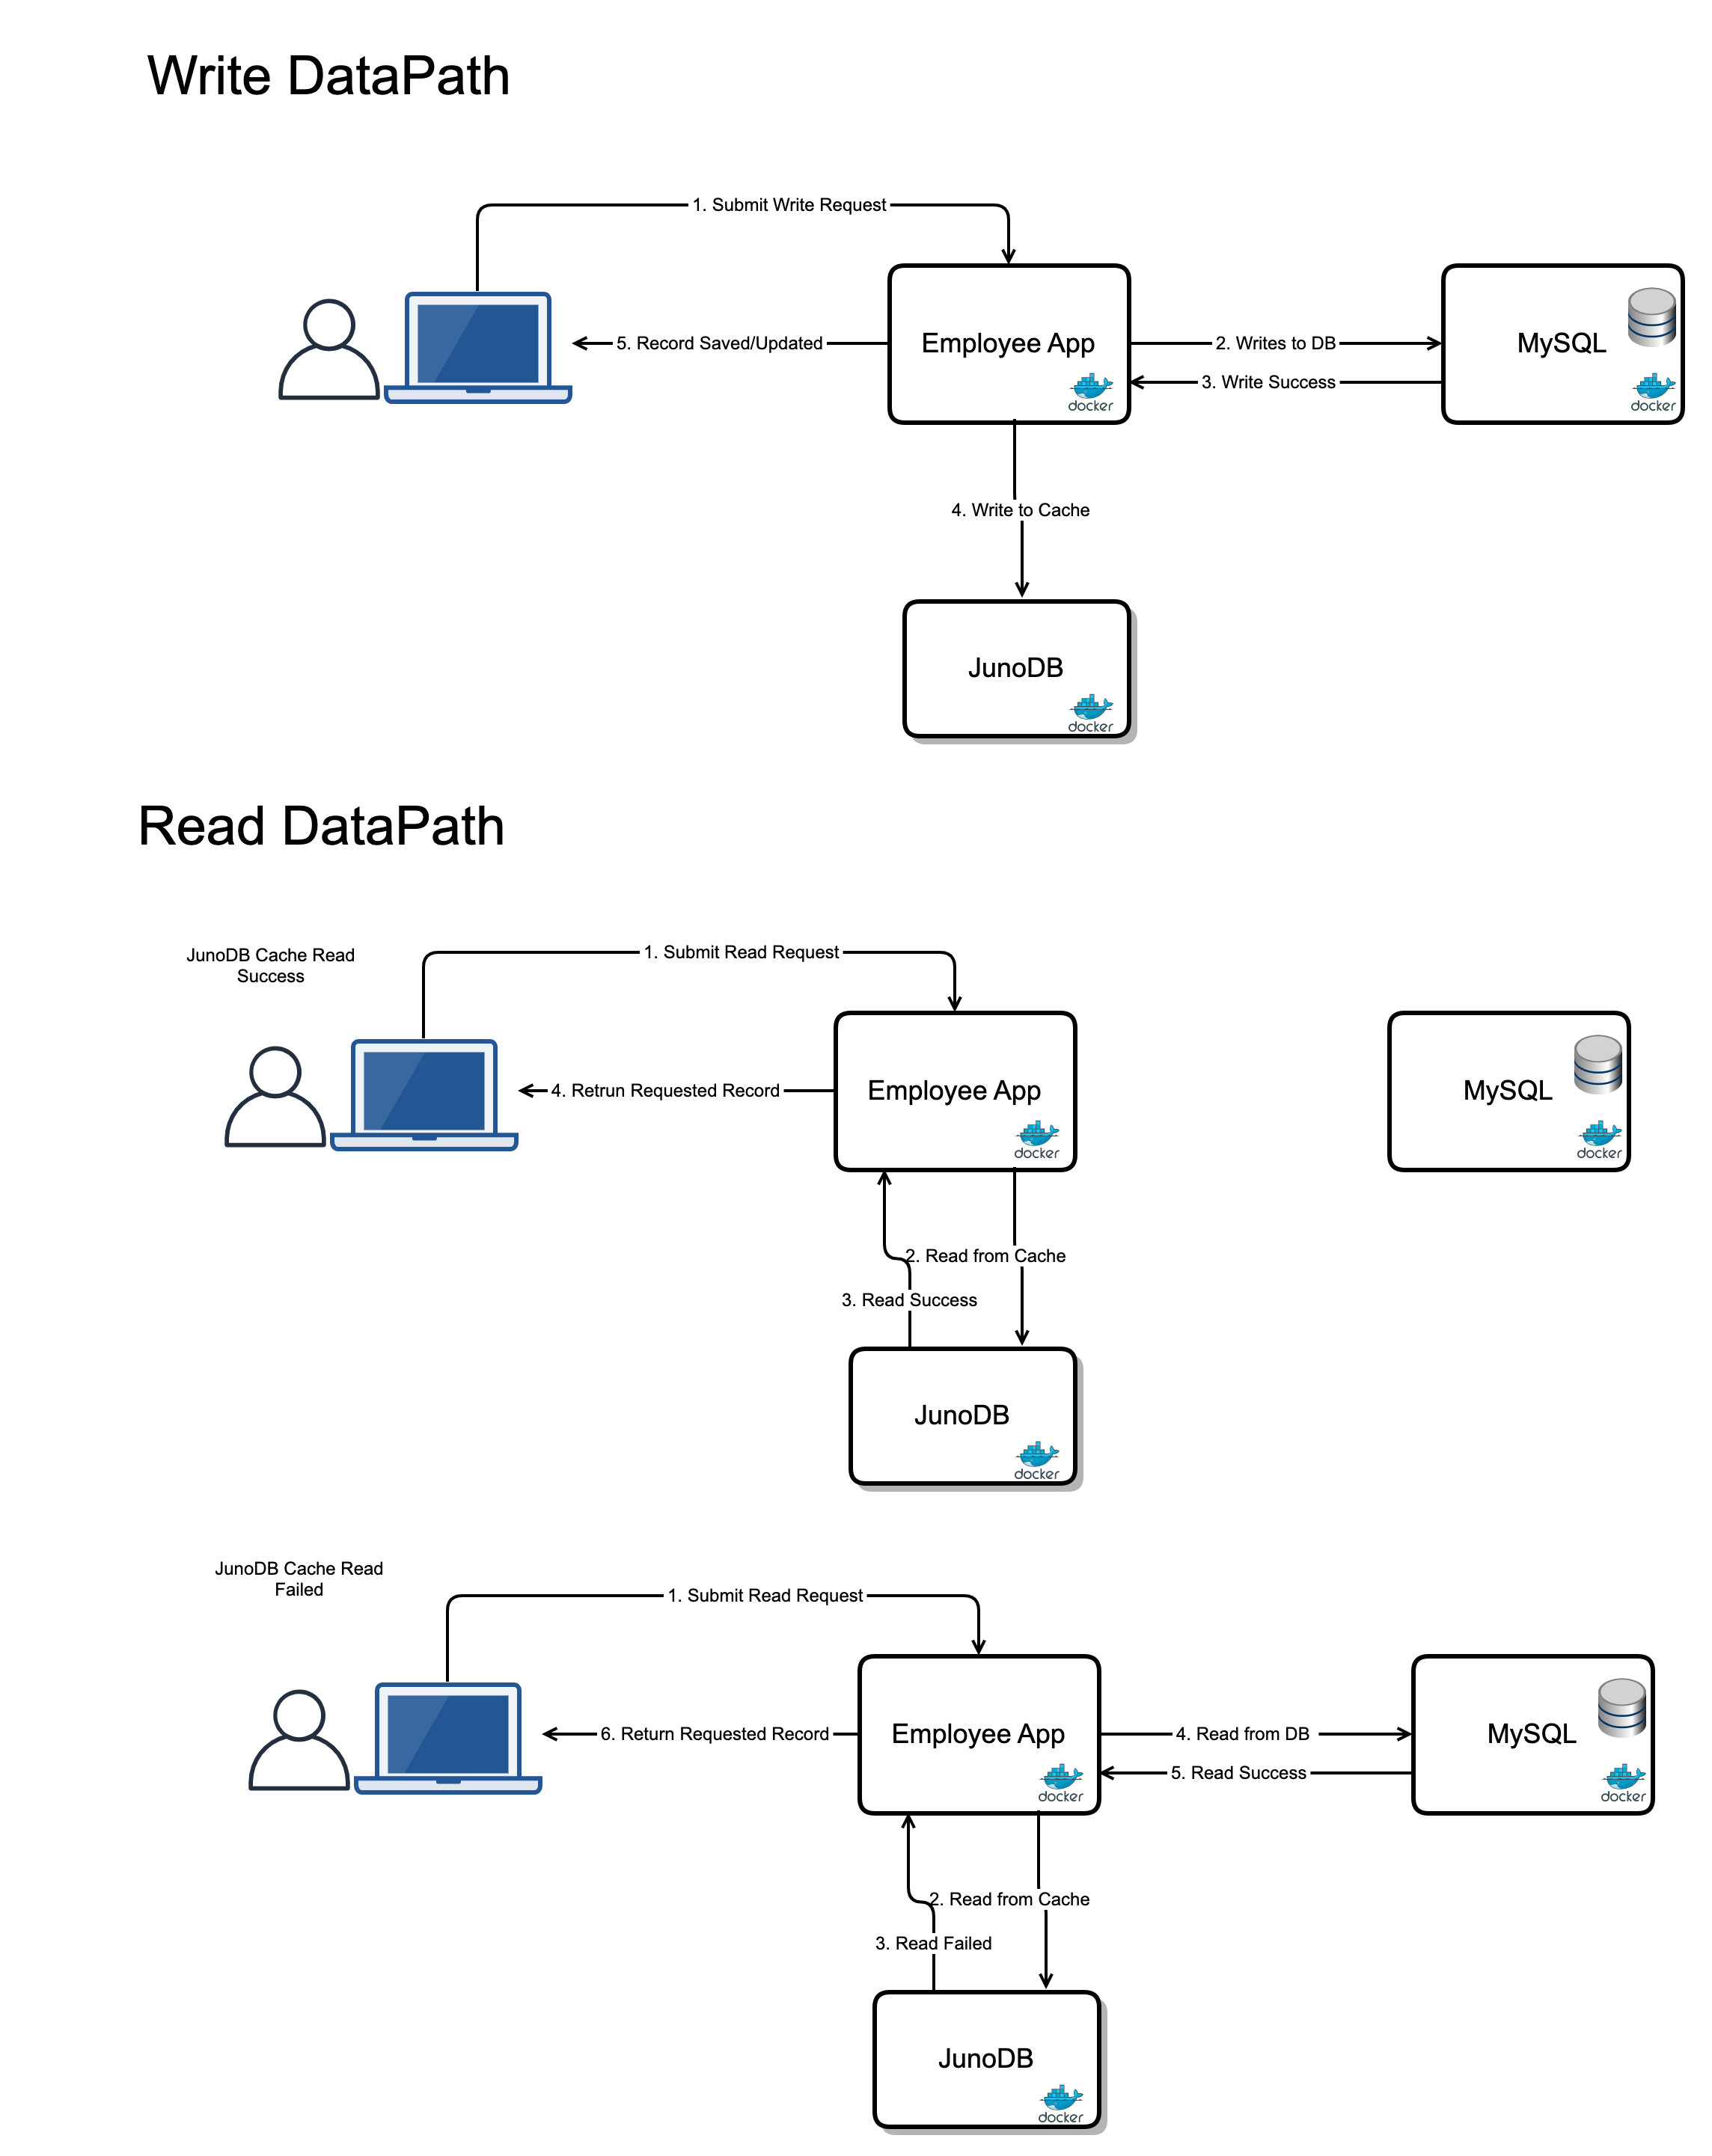 Write DataPath
1. Submit Write Request
Employee App
docker
MySQL
docker
5. Record Saved/Updated
2. Writes to DB
3. Write Success
4. Write to Cache
JunoDB
docker
Read DataPath
JunoDB Cache Read
Success
1. Submit Read Request
Employee App
docker
MySQL
docker
4. Retrun Requested Record
2. Read from Cache
3. Read Success
JunoDB
docker
JunoDB Cache Read
Failed
1. Submit Read Request
Employee App
docker
MySQL
docker
6. Return Requested Record
4. Read from DB
5. Read Success
2. Read from Cache
3. Read Failed
JunoDB
docker